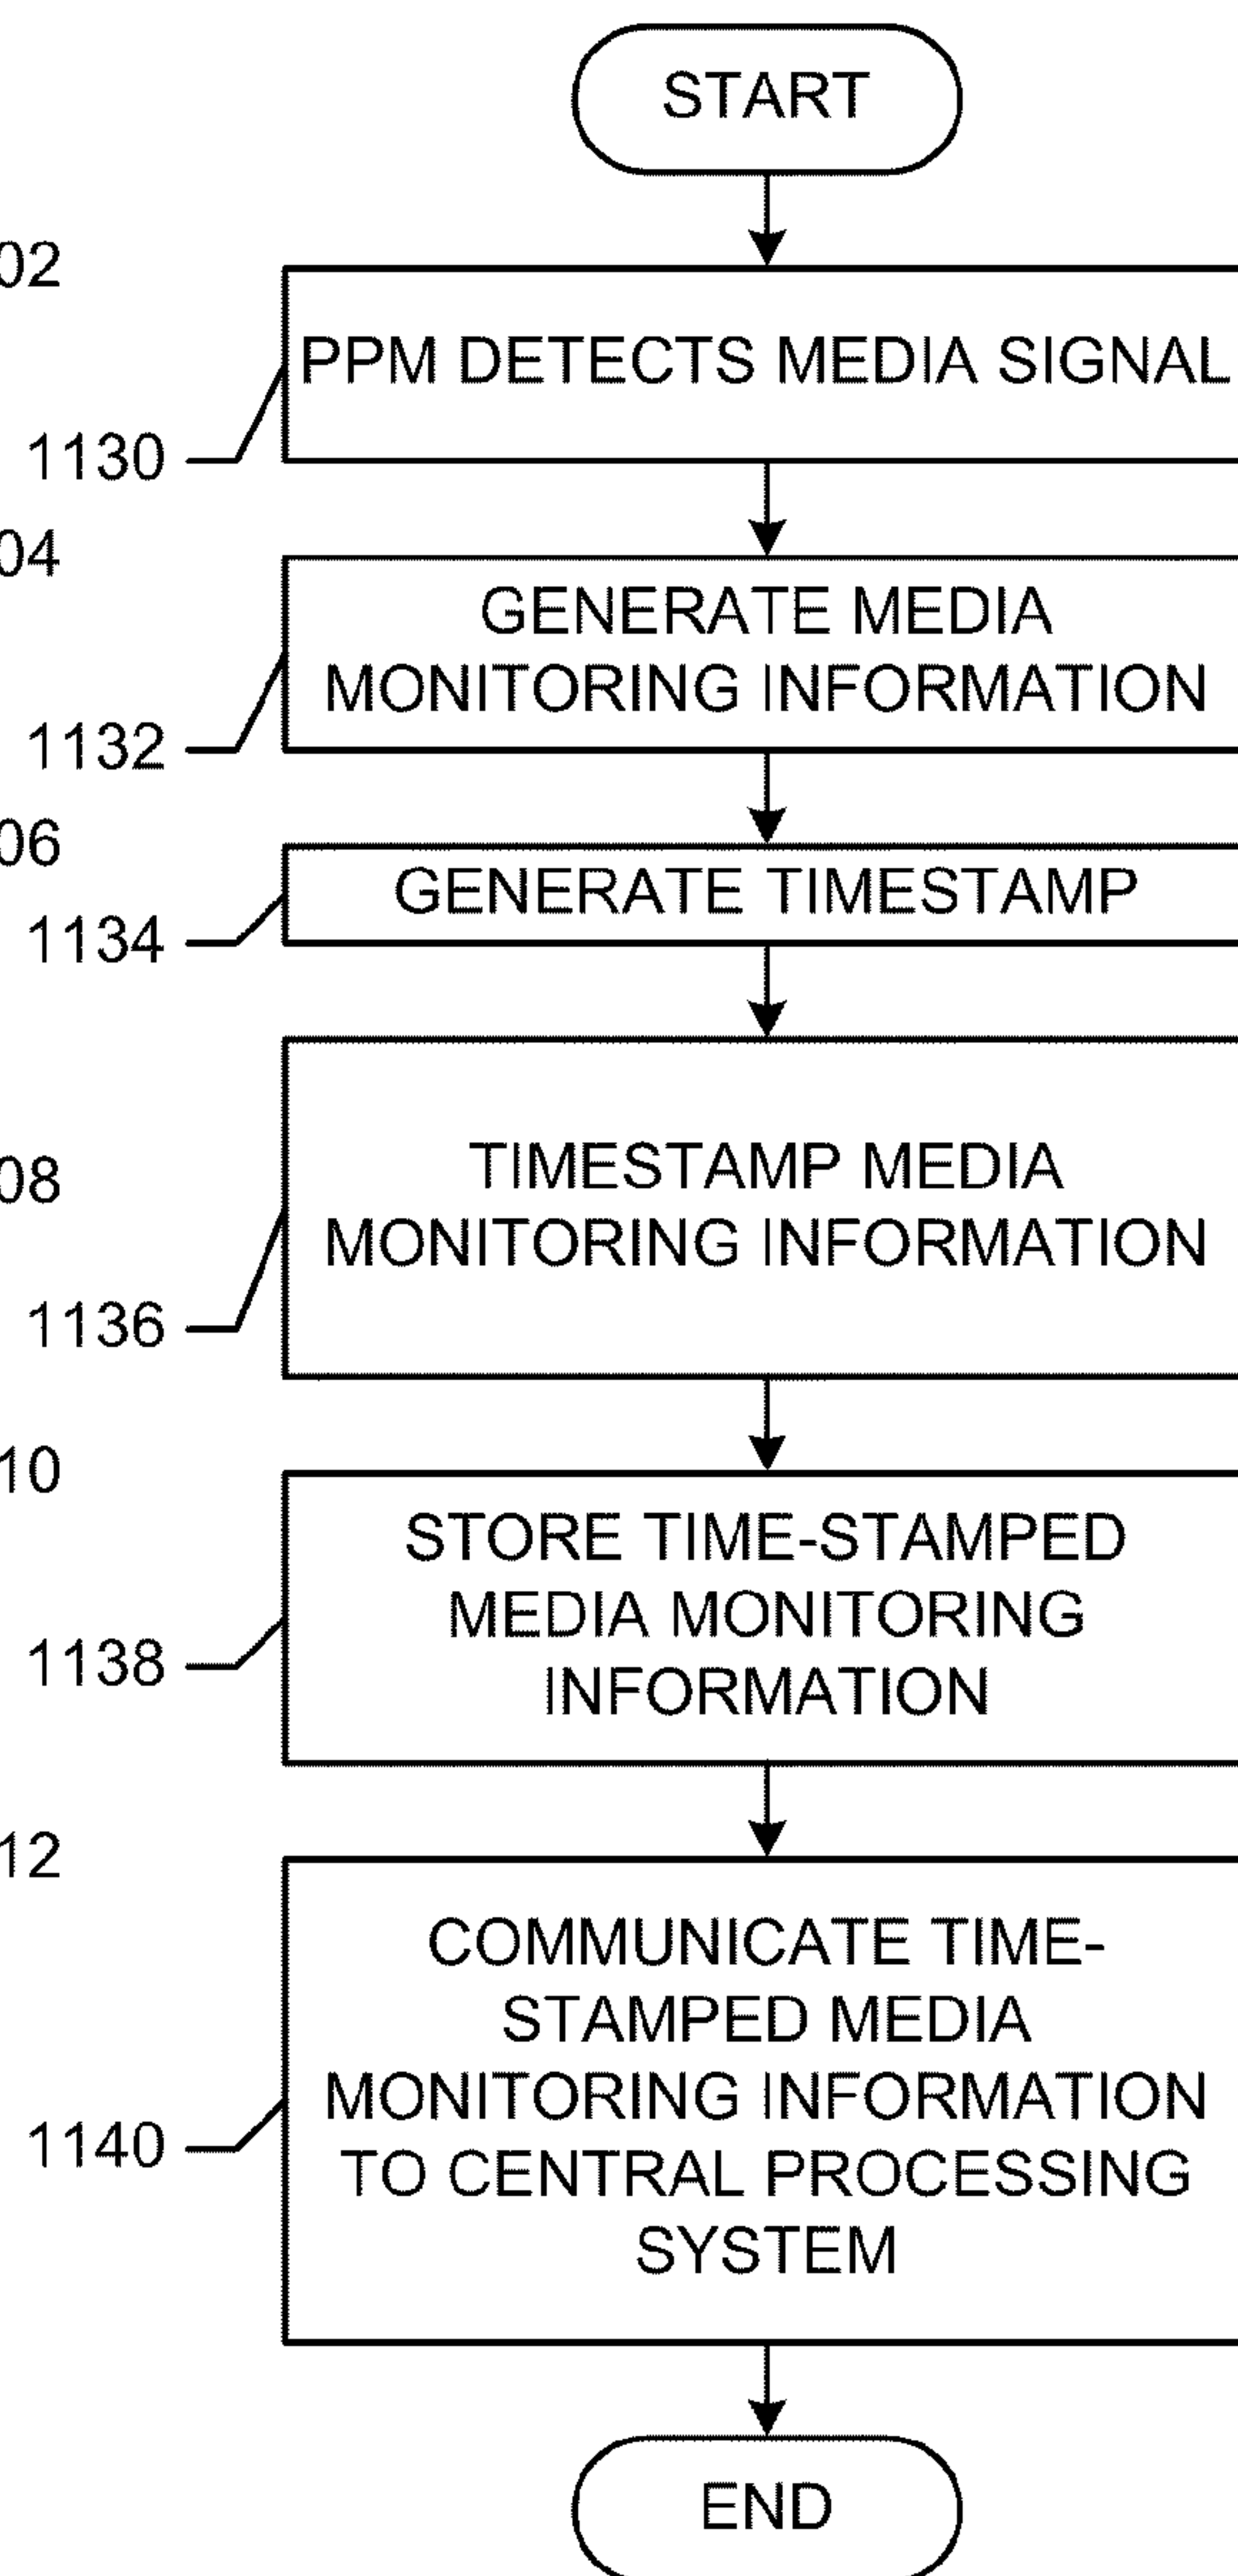 START
02
PPM DETECTS MEDIA SIGNAL
1130
04
GENERATE MEDIA
MONITORING INFORMATION
1132
06
GENERATE TIMESTAMP
1134
TIMESTAMP MEDIA
08
MONITORING INFORMATION
1136
10
STORE TIME-STAMPED
MEDIA MONITORING
1138
INFORMATION
12
COMMUNICATE TIME-
STAMPED MEDIA
MONITORING INFORMATION
1140
TO CENTRAL PROCESSING
SYSTEM
END